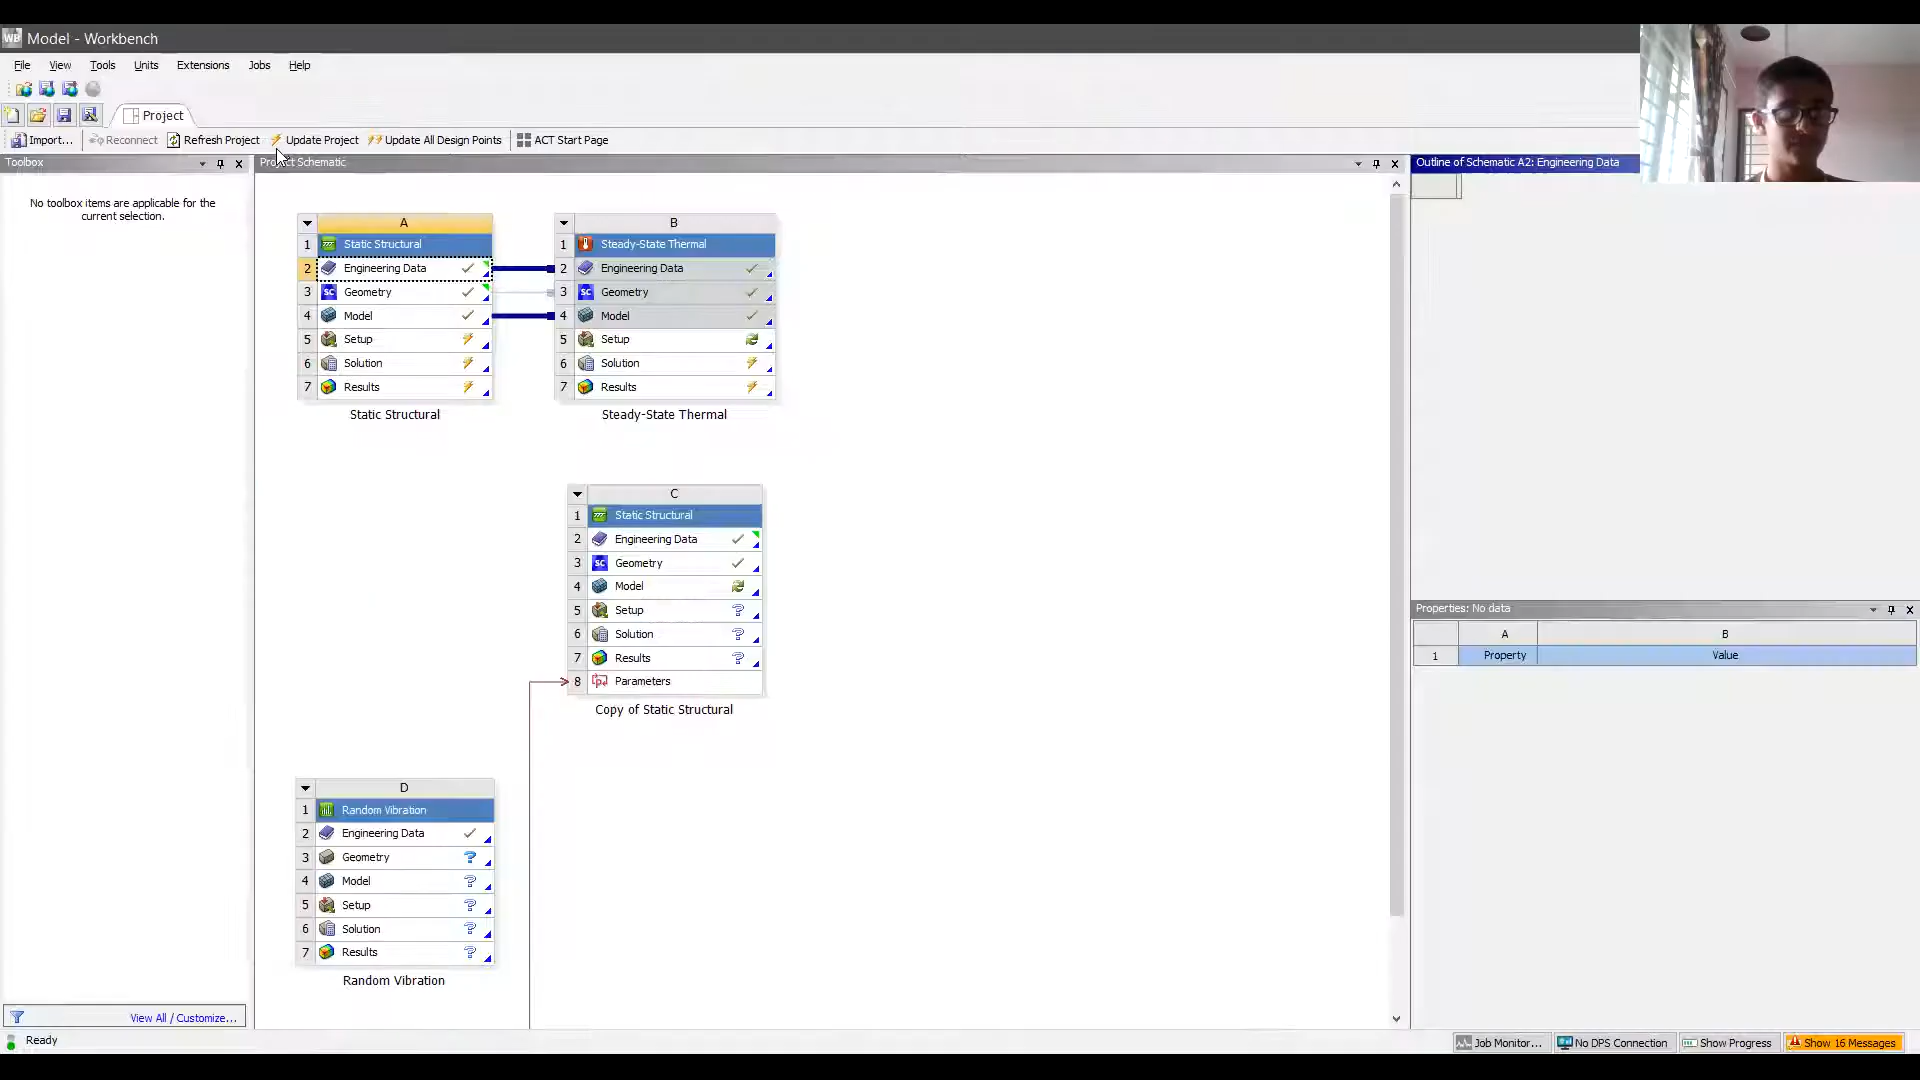 WB Model - Workbench
File View Tools Units Extensions Jobs Help
Project
Import... Reconnect Refresh Project Update Project Update All Design Points ACT Start Page
Toolbox
No toolbox items are applicable for the
current selection.
View All / Customize...
Project Schematic
A
1 Static Structural
2 Engineering Data
3 SC Geometry
4 Model
5 Setup
6 Solution
7 Results
Static Structural
B
1 Steady-State Thermal
2 Engineering Data
3 SC Geometry
4 Model
5 Setup
6 Solution
7 Results
Steady-State Thermal
C
1 Static Structural
2 Engineering Data
3 SC Geometry
4 Model
5 Setup ?
6 Solution ?
7 Results ?
8 Parameters
Copy of Static Structural
D
1 Random Vibration
2 Engineering Data
3 Geometry ?
4 Model ?
5 Setup ?
6 Solution ?
7 Results ?
Random Vibration
Outline of Schematic A2: Engineering Data
Properties: No data
A B
1 Property Value
Ready
Job Monitor... No DPS Connection Show Progress Show 16 Messages